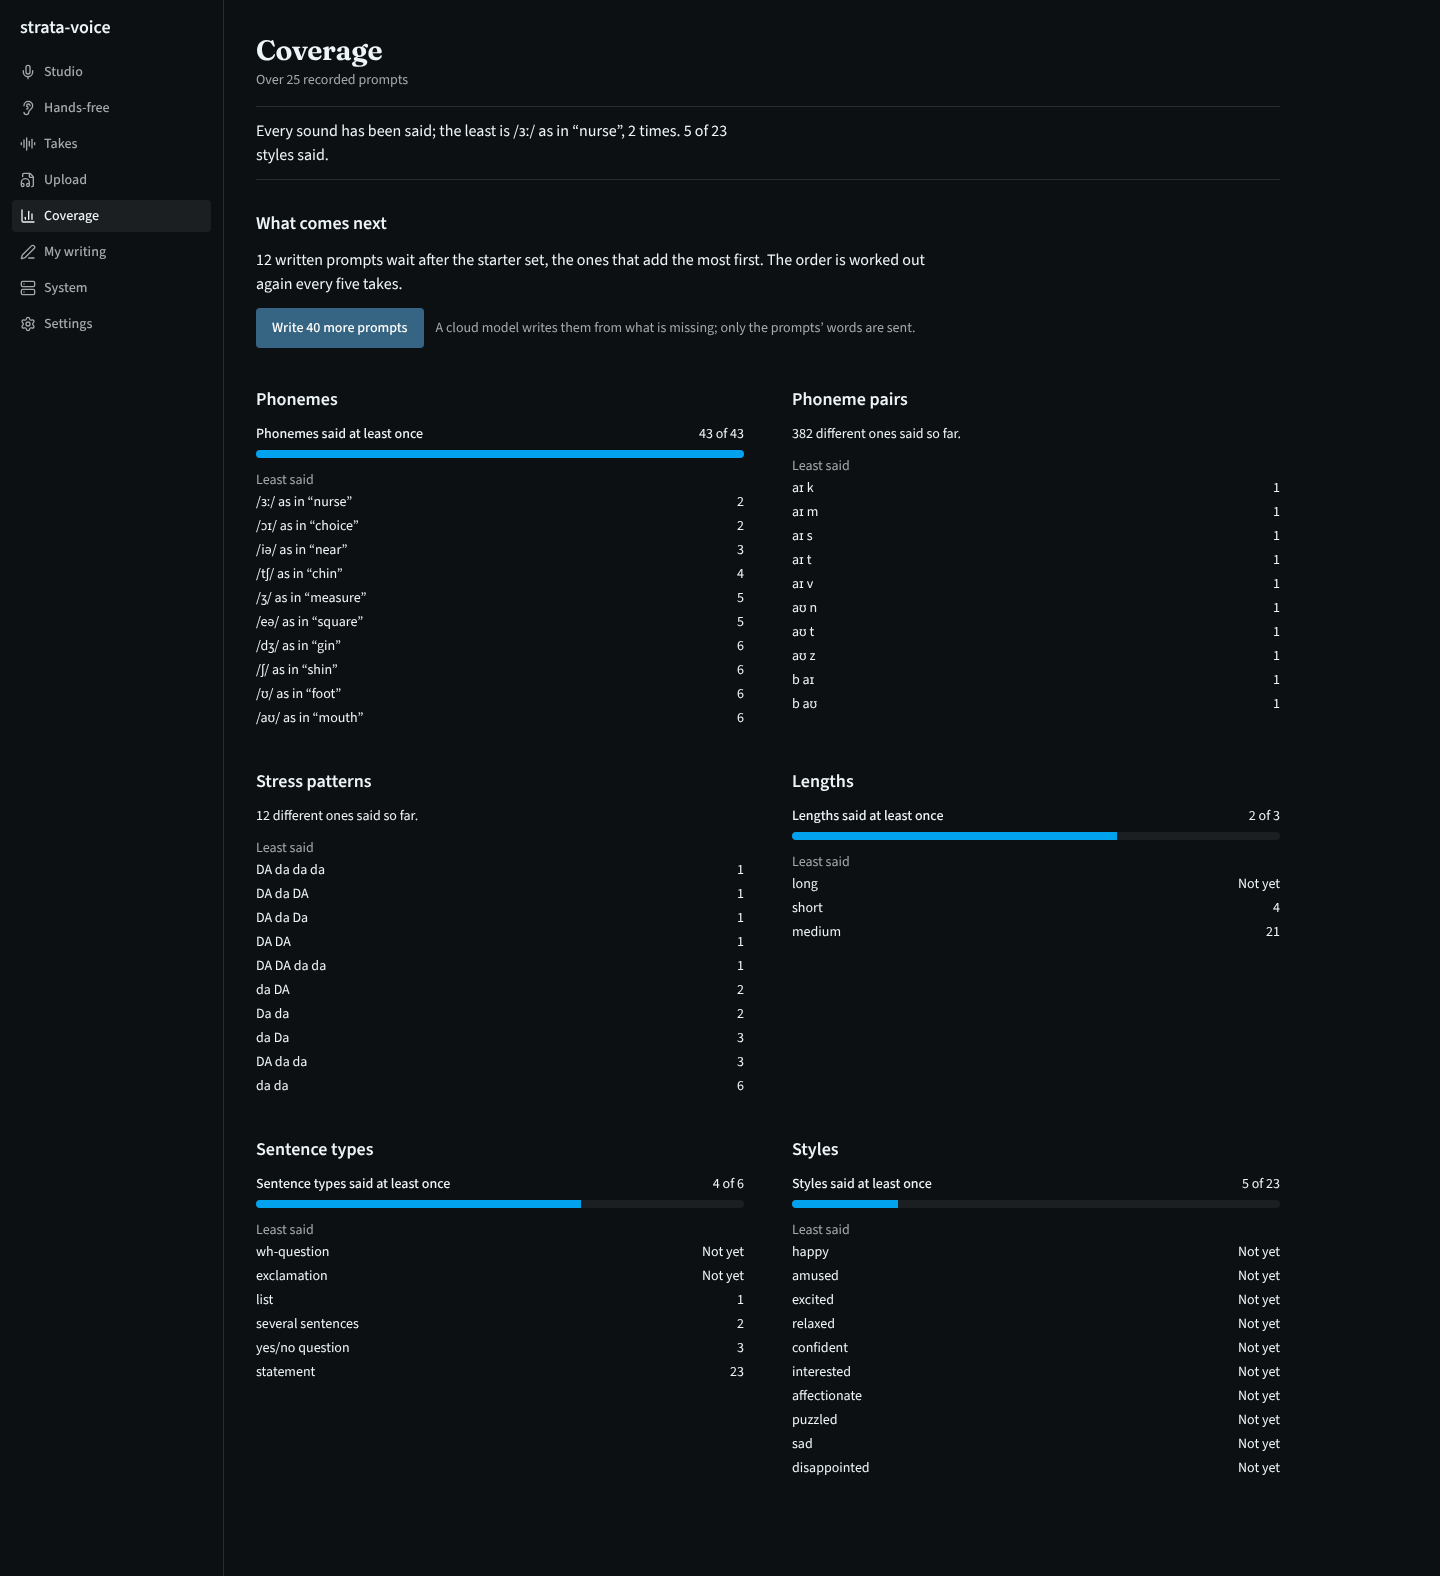 strata-voice
Studio
Hands-free
Takes
Upload
Coverage
My writing
System
Settings
Coverage
Over 25 recorded prompts
Every sound has been said; the least is /ɜː/ as in “nurse”, 2 times. 5 of 23
styles said.
What comes next
12 written prompts wait after the starter set, the ones that add the most first. The order is worked out
again every five takes.
Write 40 more prompts
A cloud model writes them from what is missing; only the prompts’ words are sent.
Phonemes
Phonemes said at least once 43 of 43
Least said
/ɜː/ as in “nurse” 2
/ɔɪ/ as in “choice” 2
/iə/ as in “near” 3
/tʃ/ as in “chin” 4
/ʒ/ as in “measure” 5
/eə/ as in “square” 5
/dʒ/ as in “gin” 6
/ʃ/ as in “shin” 6
/ʊ/ as in “foot” 6
/aʊ/ as in “mouth” 6
Phoneme pairs
382 different ones said so far.
Least said
aɪ k 1
aɪ m 1
aɪ s 1
aɪ t 1
aɪ v 1
aʊ n 1
aʊ t 1
aʊ z 1
b aɪ 1
b aʊ 1
Stress patterns
12 different ones said so far.
Least said
DA da da da 1
DA da DA 1
DA da Da 1
DA DA 1
DA DA da da 1
da DA 2
Da da 2
da Da 3
DA da da 3
da da 6
Lengths
Lengths said at least once 2 of 3
Least said
long Not yet
short 4
medium 21
Sentence types
Sentence types said at least once 4 of 6
Least said
wh-question Not yet
exclamation Not yet
list 1
several sentences 2
yes/no question 3
statement 23
Styles
Styles said at least once 5 of 23
Least said
happy Not yet
amused Not yet
excited Not yet
relaxed Not yet
confident Not yet
interested Not yet
affectionate Not yet
puzzled Not yet
sad Not yet
disappointed Not yet